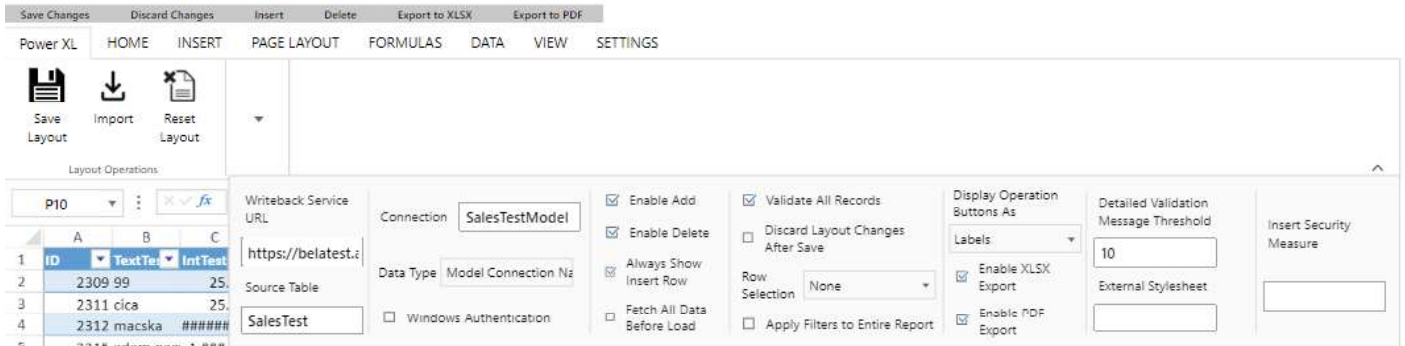 Save Changes Discard Changes Insert Delete Export to XLSX Export to PDF
Power XL HOME INSERT PAGE LAYOUT FORMULAS DATA VIEW SETTINGS
Save Layout
Import
Reset Layout
Layout Operations
P10 fx
A B C
1 ID TextTes IntTest
2 2309 99 25.
3 2311 cica 25.
4 2312 macska ######
Writeback Service URL
https://belatest.a
Source Table
SalesTest
Connection SalesTestModel
Data Type Model Connection Na
Windows Authentication
Enable Add
Enable Delete
Always Show Insert Row
Fetch All Data Before Load
Validate All Records
Discard Layout Changes After Save
Row Selection None
Apply Filters to Entire Report
Display Operation Buttons As
Labels
Enable XLSX Export
Enable PDF Export
Detailed Validation Message Threshold
10
External Stylesheet
Insert Security Measure